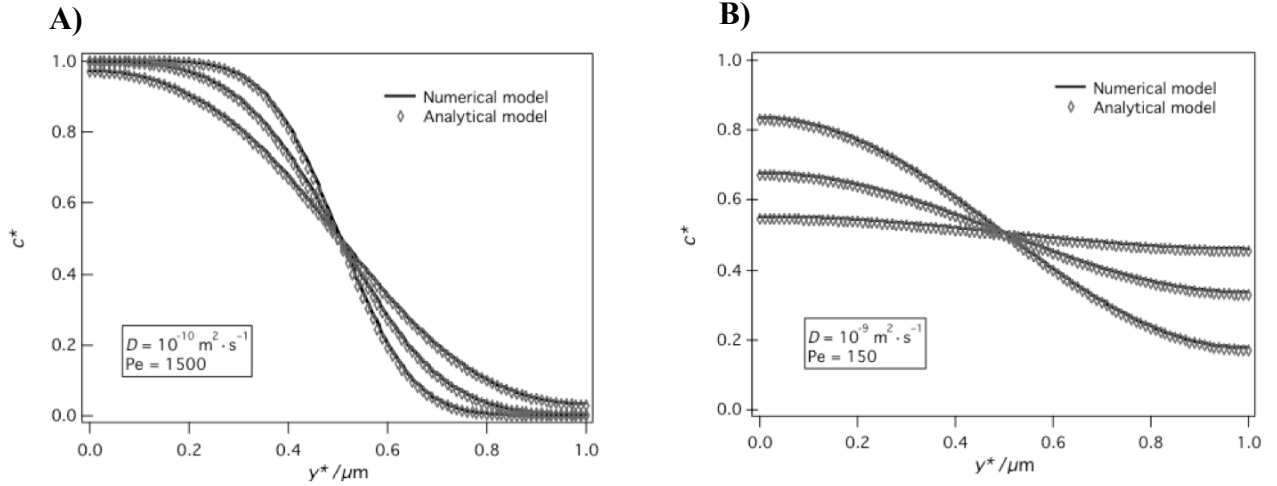 A)
1.0
0.8
0.6
0.4
0.2
0.0
c*
Numerical model
Analytical model
D = 10⁻¹⁰ m²·s⁻¹
Pe = 1500
0.0 0.2 0.4 0.6 0.8 1.0
y* /μm
B)
1.0
0.8
0.6
0.4
0.2
0.0
c*
Numerical model
Analytical model
D = 10⁻⁹ m²·s⁻¹
Pe = 150
0.0 0.2 0.4 0.6 0.8 1.0
y* /μm